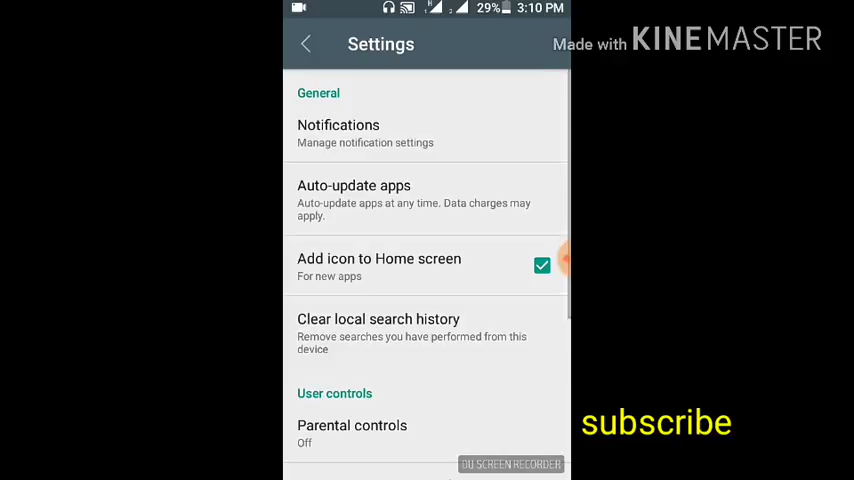 29% 3:10 PM
Settings
Made with KINEMASTER
General
Notifications
Manage notification settings
Auto-update apps
Auto-update apps at any time. Data charges may
apply.
Add icon to Home screen
For new apps
Clear local search history
Remove searches you have performed from this
device
User controls
Parental controls
Off
subscribe
DU SCREEN RECORDER